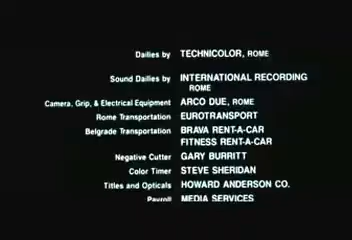 Dailies by TECHNICOLOR, ROME
Sound Dailies by INTERNATIONAL RECORDING
ROME
Camera, Grip, & Electrical Equipment ARCO DUE, ROME
Rome Transportation EUROTRANSPORT
Belgrade Transportation BRAVA RENT-A-CAR
FITNESS RENT-A-CAR
Negative Cutter GARY BURRITT
Color Timer STEVE SHERIDAN
Titles and Opticals HOWARD ANDERSON CO.
Payroll MEDIA SERVICES